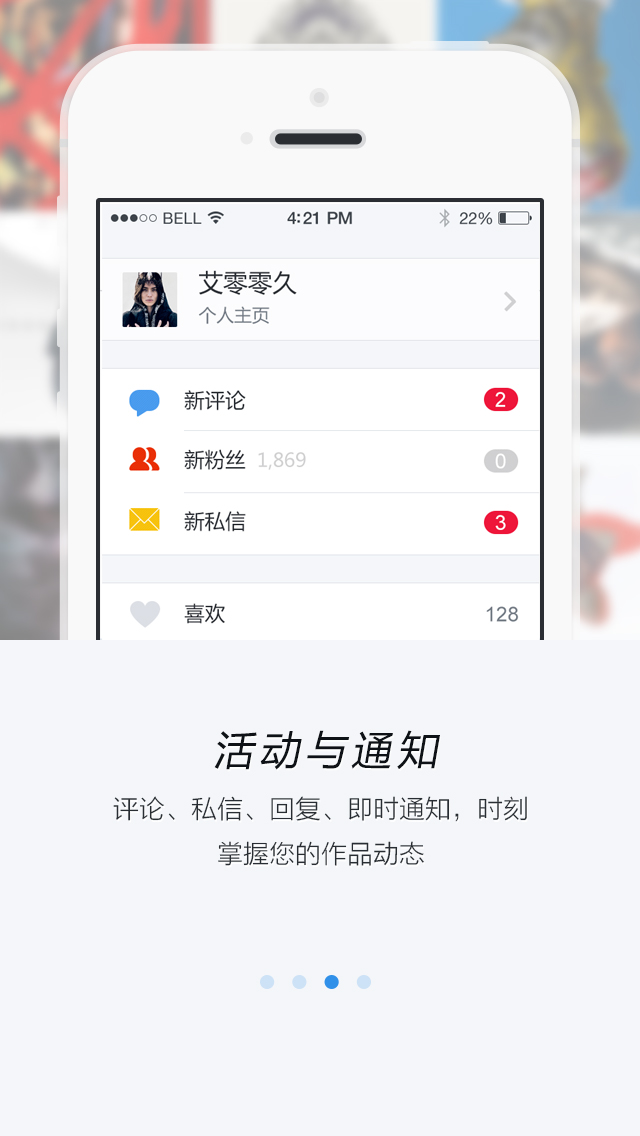 BELL 4:21 PM 22%
艾零零久
个人主页
新评论 2
新粉丝 1,869 0
新私信 3
喜欢 128
活动与通知
评论、私信、回复、即时通知，时刻
掌握您的作品动态